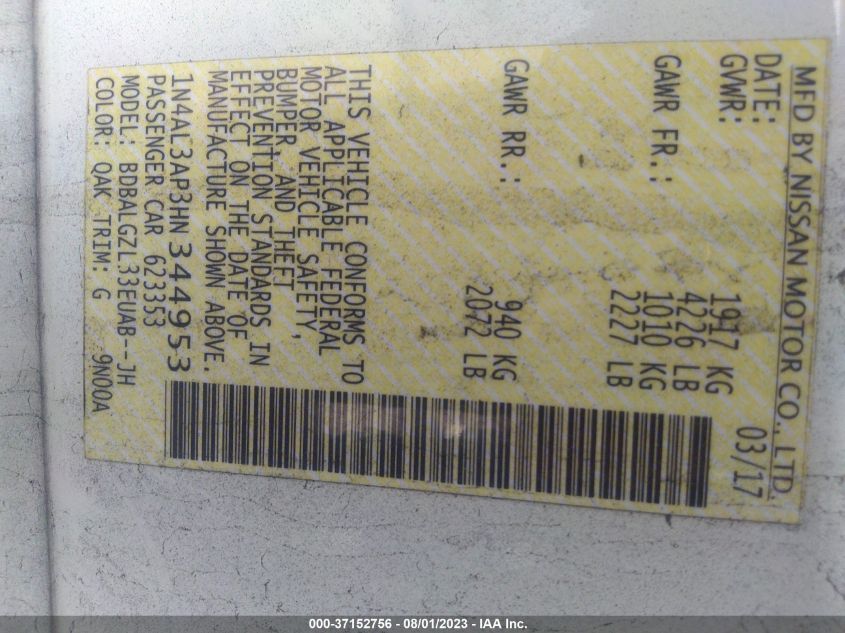 MFD BY NISSAN MOTOR CO., LTD.
DATE: 03/17
GVWR: 1917 KG
4226 LB
GAWR FR.: 1010 KG
2227 LB
GAWR RR.: 940 KG
2072 LB
THIS VEHICLE CONFORMS TO
ALL APPLICABLE FEDERAL
MOTOR VEHICLE SAFETY,
BUMPER AND THEFT
PREVENTION STANDARDS IN
EFFECT ON THE DATE OF
MANUFACTURE SHOWN ABOVE.
1N4AL3AP3HN344953
PASSENGER CAR 623353
MODEL: BDBALGZL33EUAB--JH
COLOR: QAK TRIM: G 9N00A
000-37152756 - 08/01/2023 - IAA Inc.